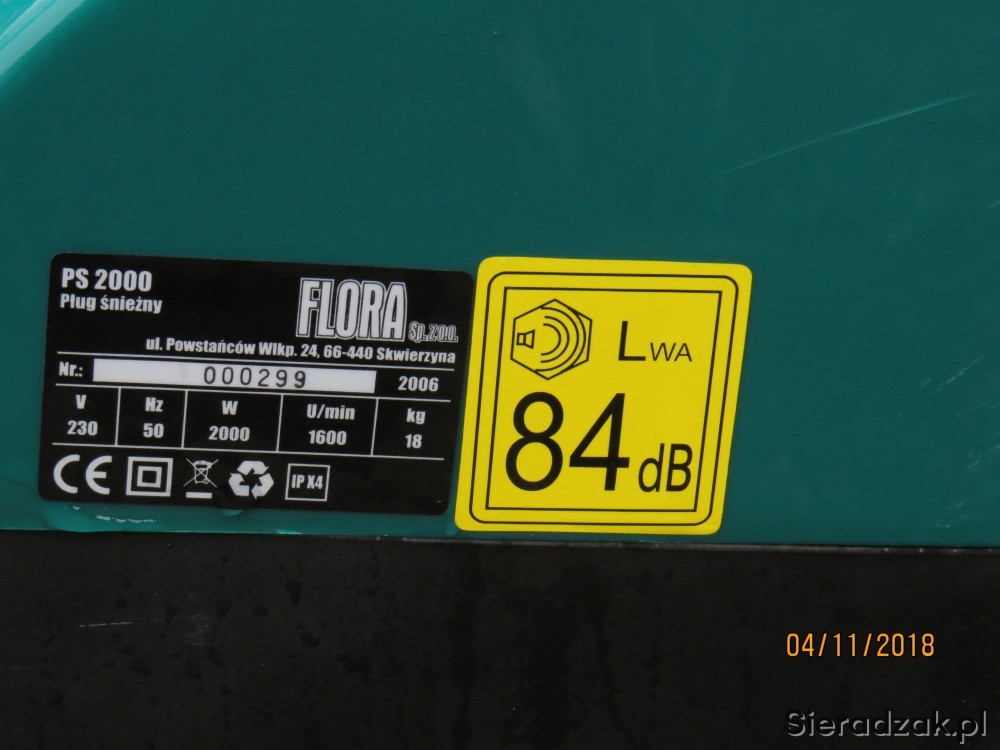 PS 2000
Pług śnieżny
FLORA Sp.z o.o.
ul. Powstańców Wlkp. 24, 66-440 Skwierzyna
Nr.: 000299 2006
V Hz W U/min kg
230 50 2000 1600 18
CE IP X4
LWA
84 dB
04/11/2018
Sieradzak.pl